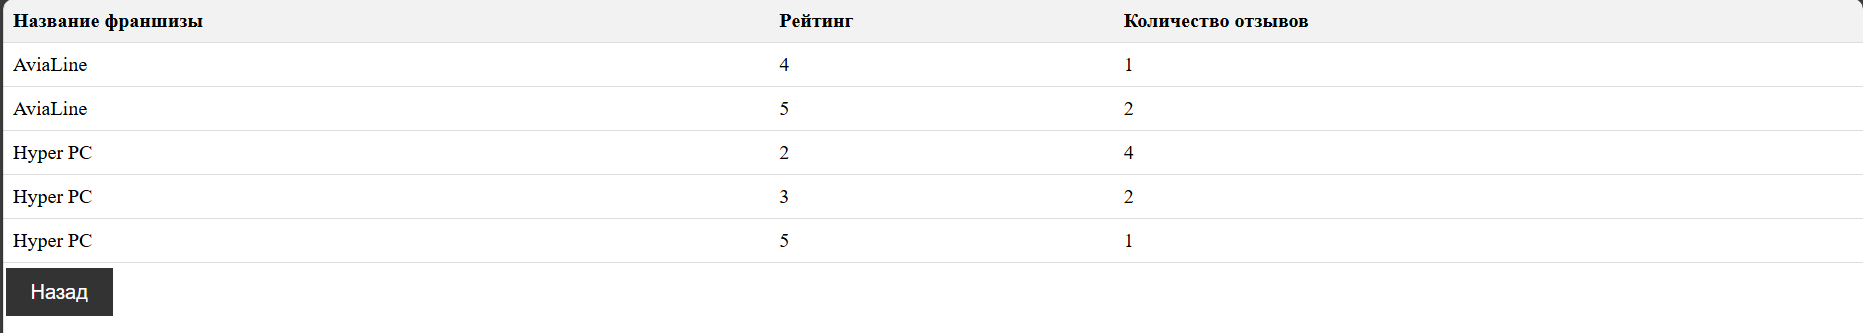 Название франшизы Рейтинг Количество отзывов
AviaLine 4 1
AviaLine 5 2
Hyper PC 2 4
Hyper PC 3 2
Hyper PC 5 1
Назад